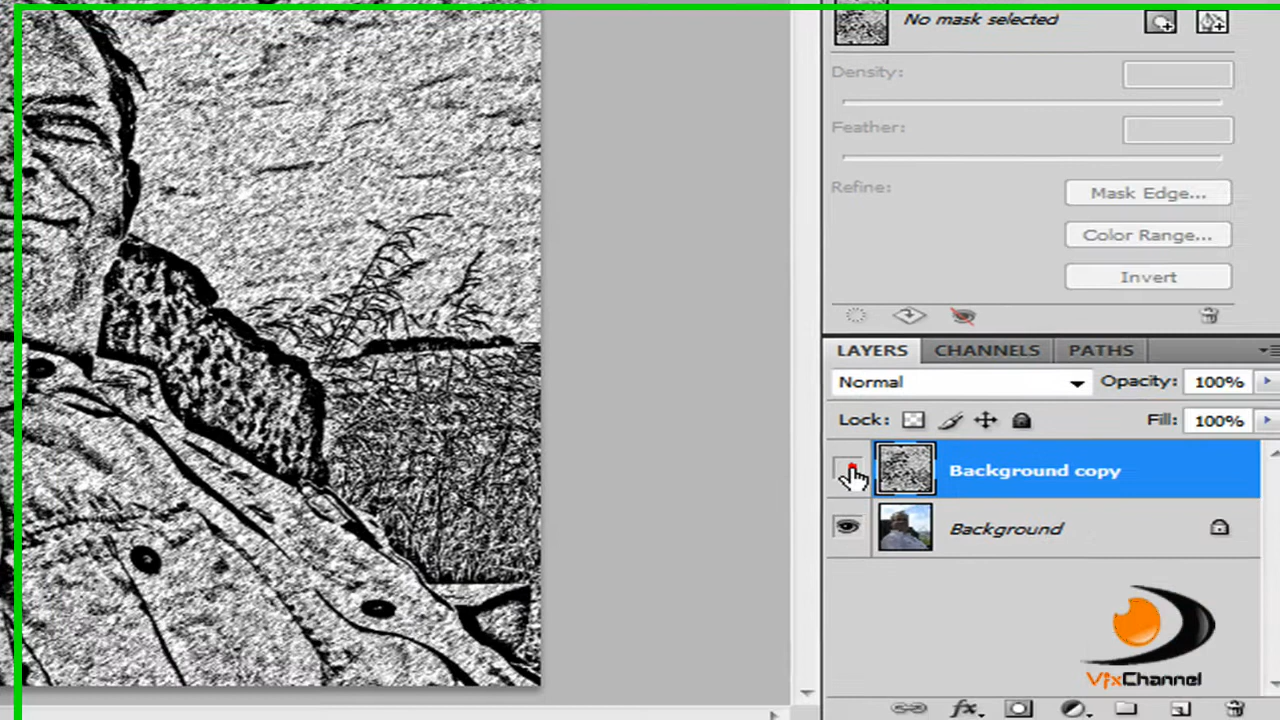 No mask selected
Density:
Feather:
Refine:
Mask Edge...
Color Range...
Invert
LAYERS CHANNELS PATHS
Normal Opacity: 100%
Lock: Fill: 100%
Background copy
Background
VfxChannel
fx